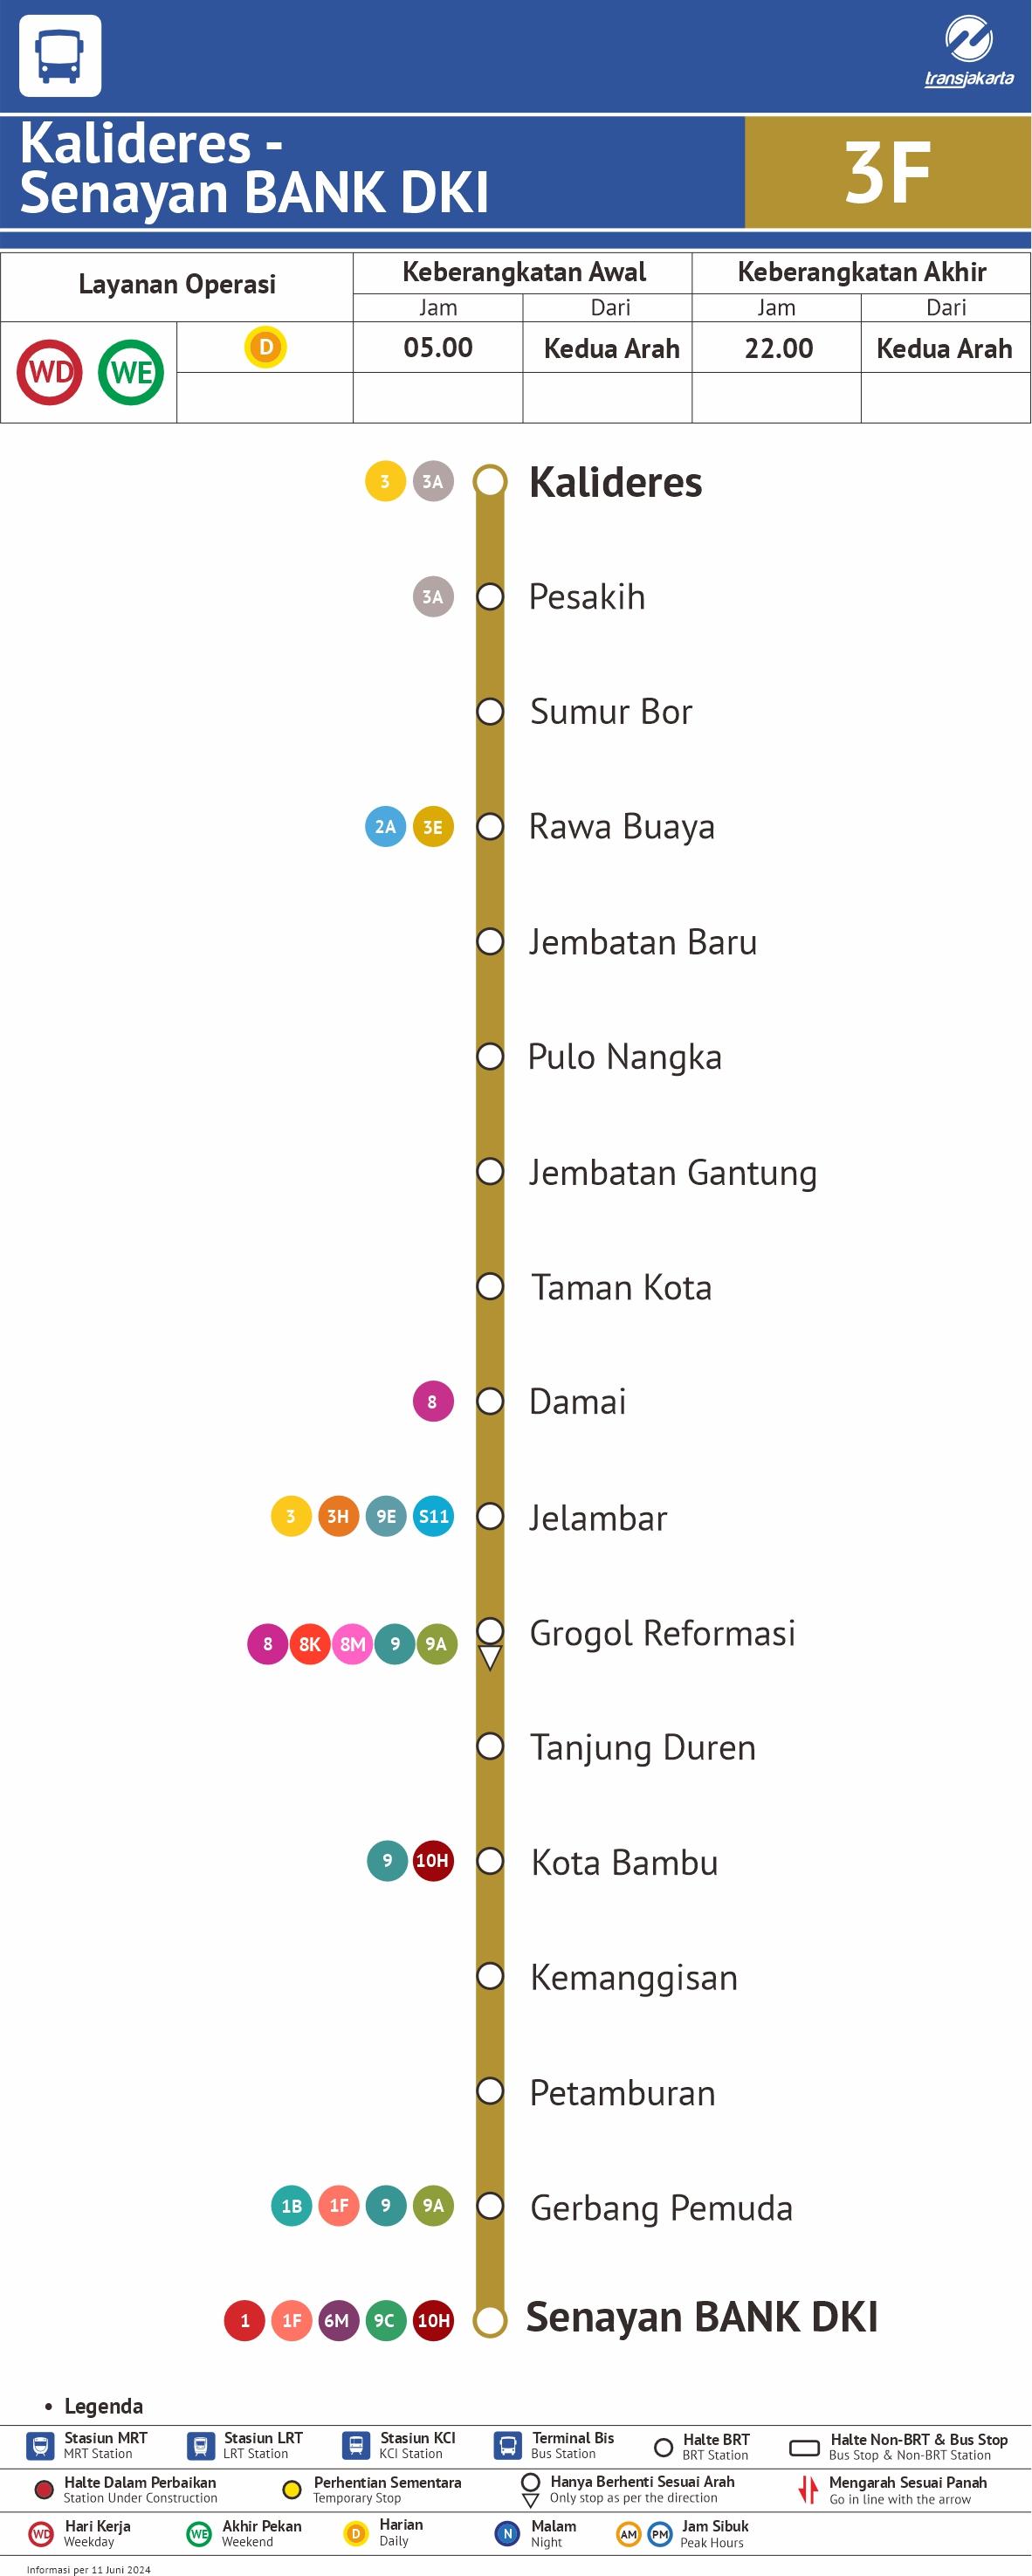 transjakarta
Kalideres -
Senayan BANK DKI
3F
Layanan Operasi
Keberangkatan Awal
Keberangkatan Akhir
Jam
Dari
Jam
Dari
WD WE
D
05.00
Kedua Arah
22.00
Kedua Arah
3 3A Kalideres
3A Pesakih
Sumur Bor
2A 3E Rawa Buaya
Jembatan Baru
Pulo Nangka
Jembatan Gantung
Taman Kota
8 Damai
3 3H 9E S11 Jelambar
8 8K 8M 9 9A Grogol Reformasi
Tanjung Duren
9 10H Kota Bambu
Kemanggisan
Petamburan
1B 1F 9 9A Gerbang Pemuda
1 1F 6M 9C 10H Senayan BANK DKI
• Legenda
Stasiun MRT
MRT Station
Stasiun LRT
LRT Station
Stasiun KCI
KCI Station
Terminal Bis
Bus Station
Halte BRT
BRT Station
Halte Non-BRT & Bus Stop
Bus Stop & Non-BRT Station
Halte Dalam Perbaikan
Station Under Construction
Perhentian Sementara
Temporary Stop
Hanya Berhenti Sesuai Arah
Only stop as per the direction
Mengarah Sesuai Panah
Go in line with the arrow
WD Hari Kerja
Weekday
WE Akhir Pekan
Weekend
D Harian
Daily
N Malam
Night
AM PM Jam Sibuk
Peak Hours
Informasi per 11 Juni 2024